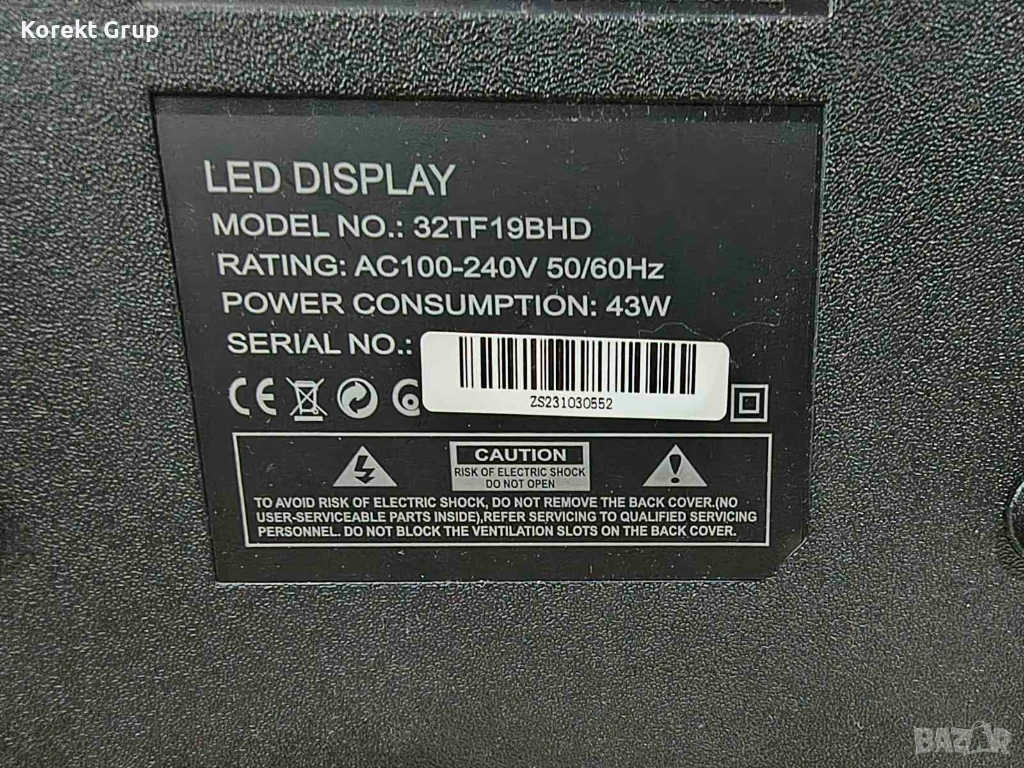 Korekt Grup
LED DISPLAY
MODEL NO.: 32TF19BHD
RATING: AC100-240V 50/60Hz
POWER CONSUMPTION: 43W
SERIAL NO.:
ZS231030552
CE
CAUTION
RISK OF ELECTRIC SHOCK
DO NOT OPEN
TO AVOID RISK OF ELECTRIC SHOCK, DO NOT REMOVE THE BACK COVER.(NO
USER-SERVICEABLE PARTS INSIDE),REFER SERVICING TO QUALIFIED SERVICING
PERSONNEL. DO NOT BLOCK THE VENTILATION SLOTS ON THE BACK COVER.
BAZAR